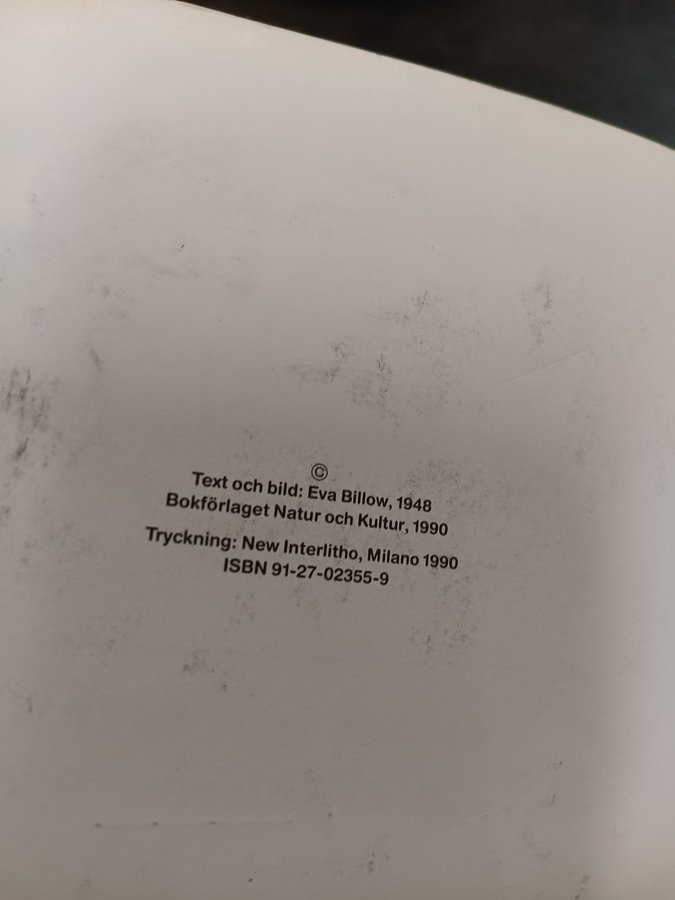 ©
Text och bild: Eva Billow, 1948
Bokförlaget Natur och Kultur, 1990
Tryckning: New Interlitho, Milano 1990
ISBN 91-27-02355-9